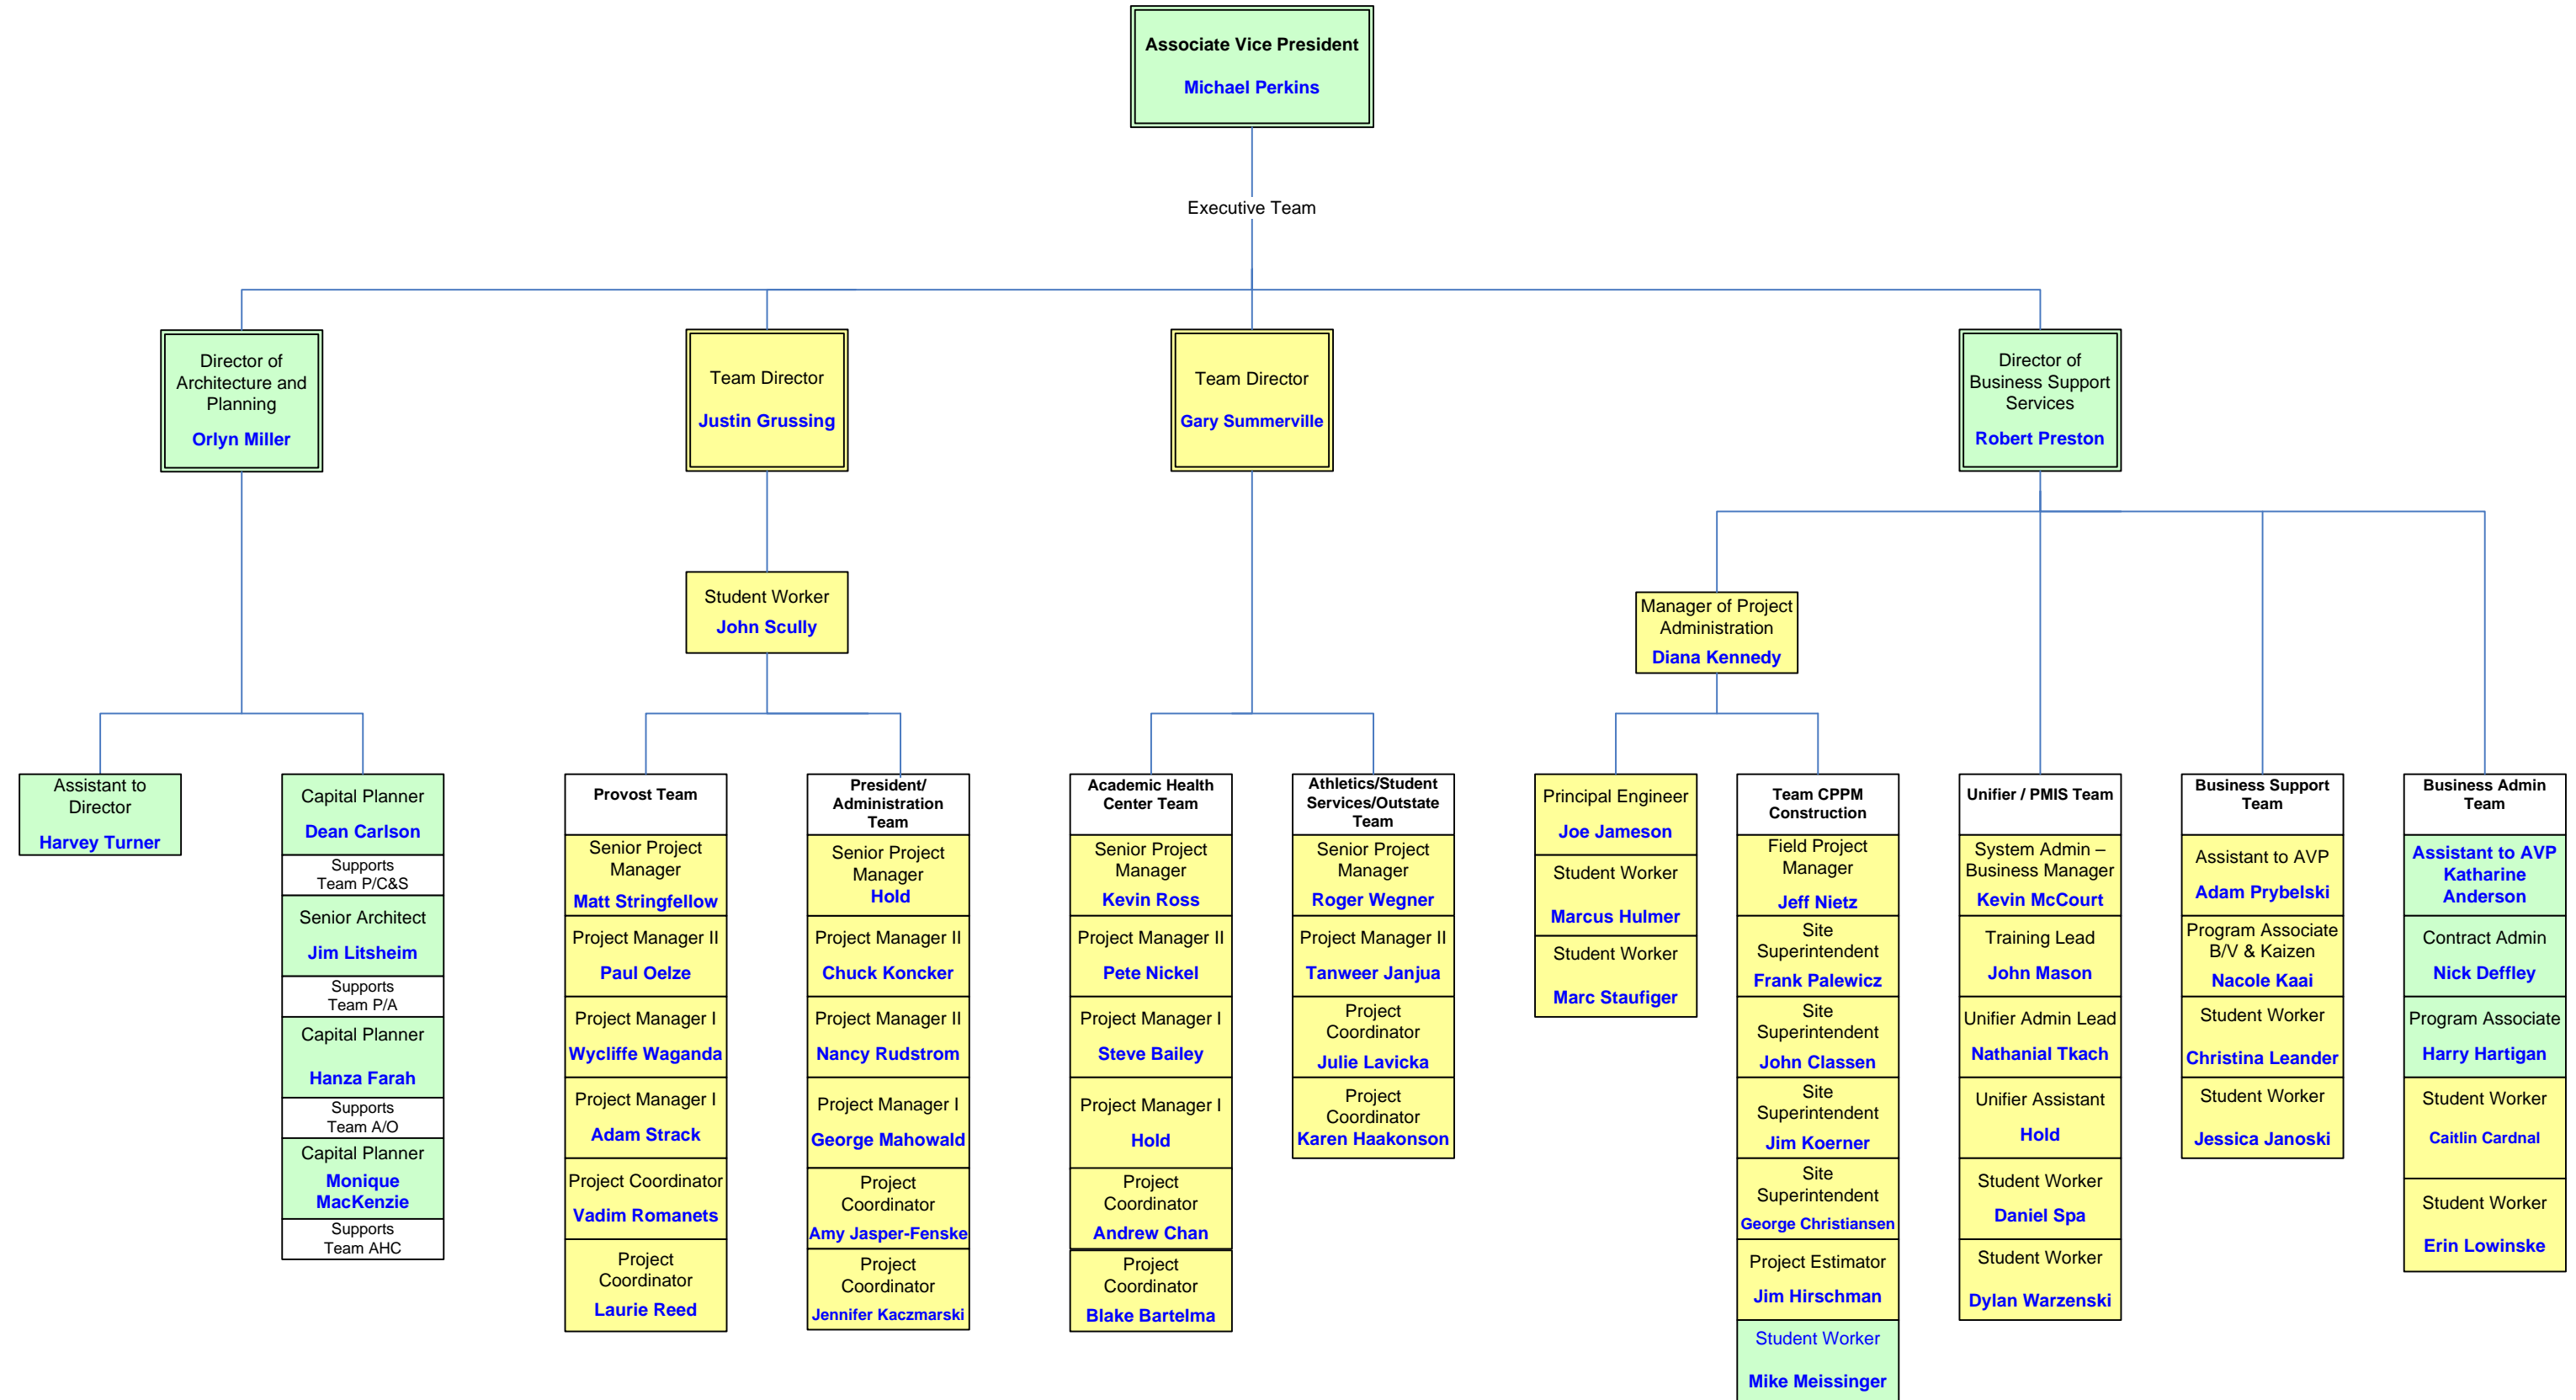 Associate Vice President
Michael Perkins
Executive Team
Director of
Architecture and
Planning
Orlyn Miller
Team Director
Justin Grussing
Team Director
Gary Summerville
Director of
Business Support
Services
Robert Preston
Student Worker
John Scully
Manager of Project
Administration
Diana Kennedy
Assistant to
Director
Harvey Turner
Capital Planner
Dean Carlson
Supports
Team P/C&S
Senior Architect
Jim Litsheim
Supports
Team P/A
Capital Planner
Hanza Farah
Supports
Team A/O
Capital Planner
Monique
MacKenzie
Supports
Team AHC
Provost Team
Senior Project
Manager
Matt Stringfellow
Project Manager II
Paul Oelze
Project Manager I
Wycliffe Waganda
Project Manager I
Adam Strack
Project Coordinator
Vadim Romanets
Project
Coordinator
Laurie Reed
President/
Administration
Team
Senior Project
Manager
Hold
Project Manager II
Chuck Koncker
Project Manager II
Nancy Rudstrom
Project Manager I
George Mahowald
Project
Coordinator
Amy Jasper-Fenske
Project
Coordinator
Jennifer Kaczmarski
Academic Health
Center Team
Senior Project
Manager
Kevin Ross
Project Manager II
Pete Nickel
Project Manager I
Steve Bailey
Project Manager I
Hold
Project
Coordinator
Andrew Chan
Project
Coordinator
Blake Bartelma
Athletics/Student
Services/Outstate
Team
Senior Project
Manager
Roger Wegner
Project Manager II
Tanweer Janjua
Project
Coordinator
Julie Lavicka
Project
Coordinator
Karen Haakonson
Principal Engineer
Joe Jameson
Student Worker
Marcus Hulmer
Student Worker
Marc Staufiger
Team CPPM
Construction
Field Project
Manager
Jeff Nietz
Site
Superintendent
Frank Palewicz
Site
Superintendent
John Classen
Site
Superintendent
Jim Koerner
Site
Superintendent
George Christiansen
Project Estimator
Jim Hirschman
Student Worker
Mike Meissinger
Unifier / PMIS Team
System Admin –
Business Manager
Kevin McCourt
Training Lead
John Mason
Unifier Admin Lead
Nathanial Tkach
Unifier Assistant
Hold
Student Worker
Daniel Spa
Student Worker
Dylan Warzenski
Business Support
Team
Assistant to AVP
Adam Prybelski
Program Associate
B/V & Kaizen
Nacole Kaai
Student Worker
Christina Leander
Student Worker
Jessica Janoski
Business Admin
Team
Assistant to AVP
Katharine
Anderson
Contract Admin
Nick Deffley
Program Associate
Harry Hartigan
Student Worker
Caitlin Cardnal
Student Worker
Erin Lowinske